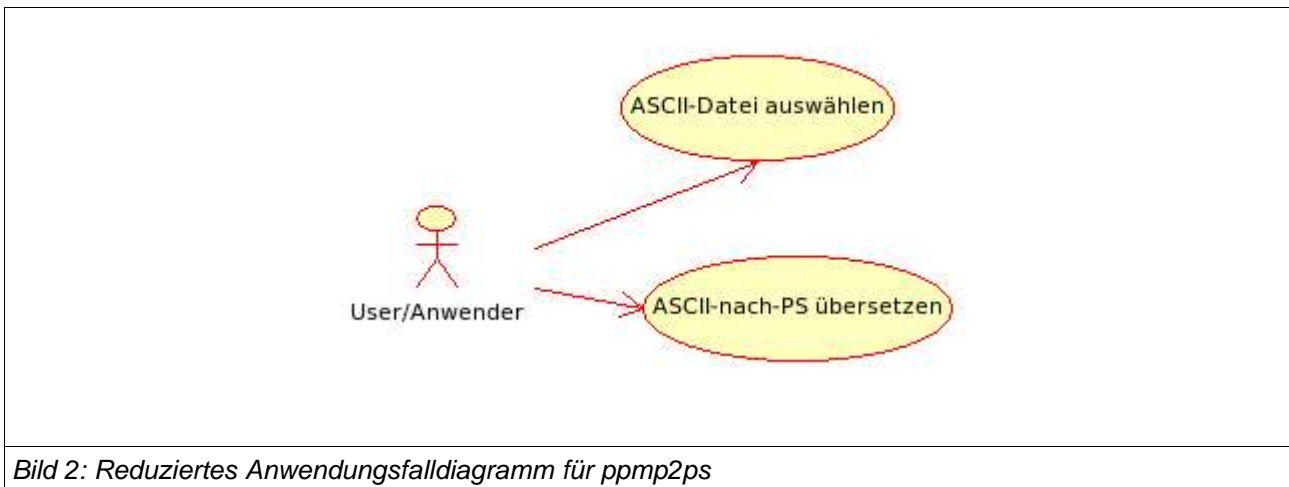 ASCII-Datei auswählen
User/Anwender
ASCII-nach-PS übersetzen
Bild 2: Reduziertes Anwendungsfalldiagramm für ppmp2ps